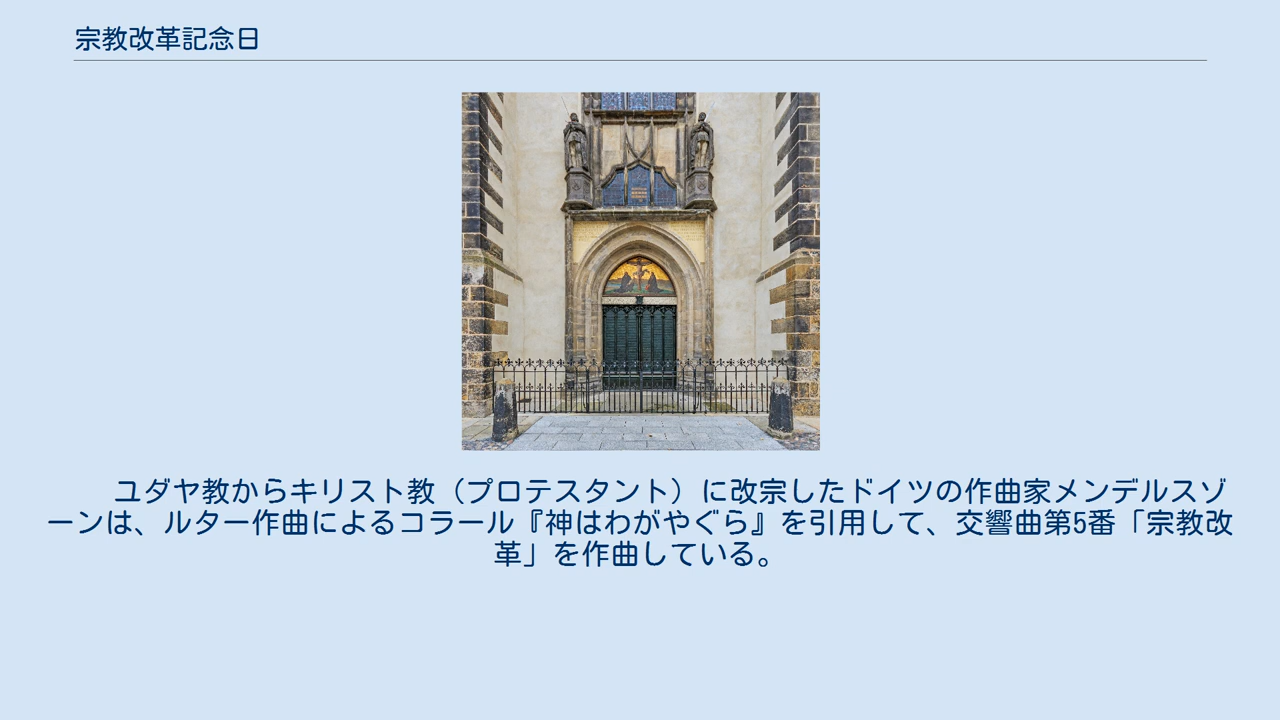 宗教改革記念日
ユダヤ教からキリスト教（プロテスタント）に改宗したドイツの作曲家メンデルスゾ
ーンは、ルター作曲によるコラール『神はわがやぐら』を引用して、交響曲第5番「宗教改
革」を作曲している。